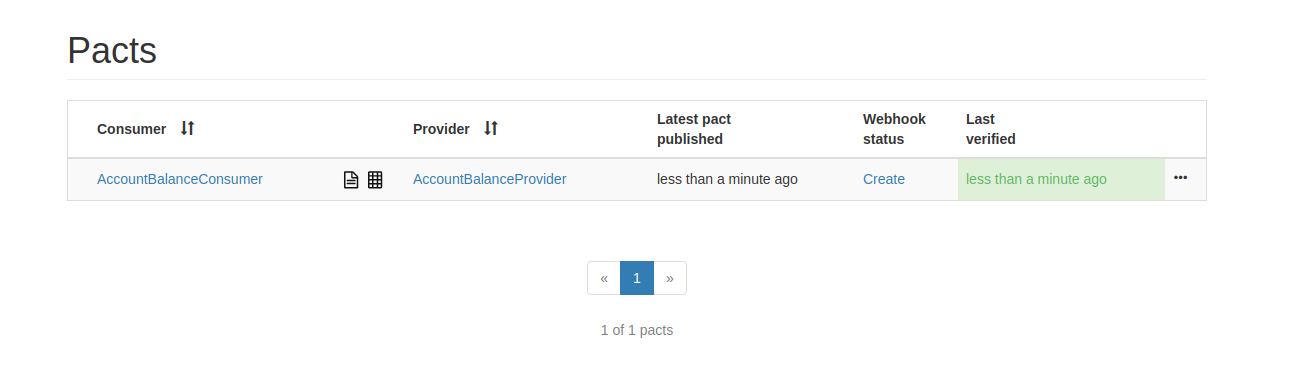 Pacts
Consumer Provider Latest pact published Webhook status Last verified
AccountBalanceConsumer AccountBalanceProvider less than a minute ago Create less than a minute ago •••
« 1 »
1 of 1 pacts